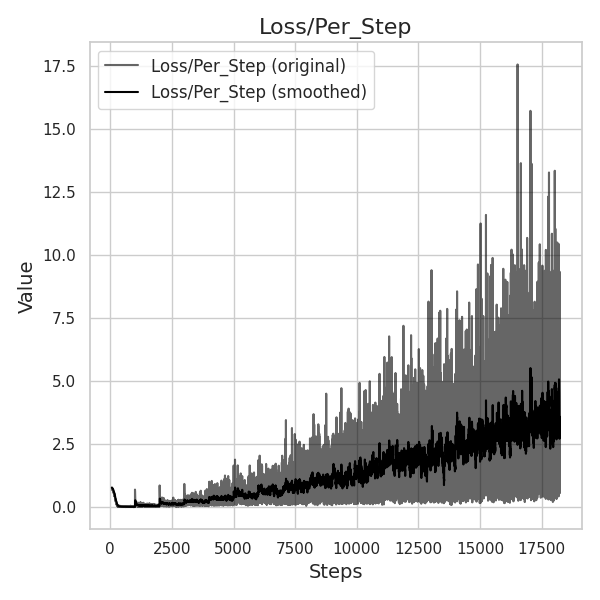 Loss/Per_Step
Loss/Per_Step (original)
Loss/Per_Step (smoothed)
17.5
15.0
12.5
10.0
7.5
5.0
2.5
0.0
Value
0 2500 5000 7500 10000 12500 15000 17500
Steps